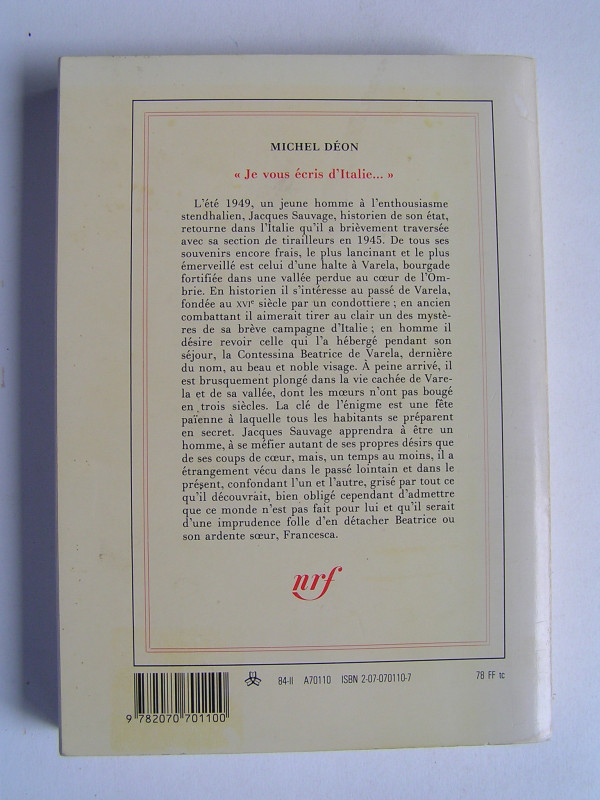 MICHEL DÉON
« Je vous écris d'Italie... »
L'été 1949, un jeune homme à l'enthousiasme
stendhalien, Jacques Sauvage, historien de son état,
retourne dans l'Italie qu'il a brièvement traversée
avec sa section de tirailleurs en 1945. De tous ses
souvenirs encore frais, le plus lancinant et le plus
émerveillé est celui d'une halte à Varela, bourgade
fortifiée dans une vallée perdue au cœur de l'Om-
brie. En historien il s'intéresse au passé de Varela,
fondée au XVIe siècle par un condottiere ; en ancien
combattant il aimerait tirer au clair un des mystè-
res de sa brève campagne d'Italie ; en homme il
désire revoir celle qui l'a hébergé pendant son
séjour, la Contessina Beatrice de Varela, dernière
du nom, au beau et noble visage. À peine arrivé, il
est brusquement plongé dans la vie cachée de Vare-
la et de sa vallée, dont les mœurs n'ont pas bougé
en trois siècles. La clé de l'énigme est une fête
païenne à laquelle tous les habitants se préparent
en secret. Jacques Sauvage apprendra à être un
homme, à se méfier autant de ses propres désirs que
de ses coups de cœur, mais, un temps au moins, il a
étrangement vécu dans le passé lointain et dans le
présent, confondant l'un et l'autre, grisé par tout ce
qu'il découvrait, bien obligé cependant d'admettre
que ce monde n'est pas fait pour lui et qu'il serait
d'une imprudence folle d'en détacher Beatrice ou
son ardente sœur, Francesca.
nrf
84-II A70110 ISBN 2-07-070110-7 78 FF tc
9 782070 701100